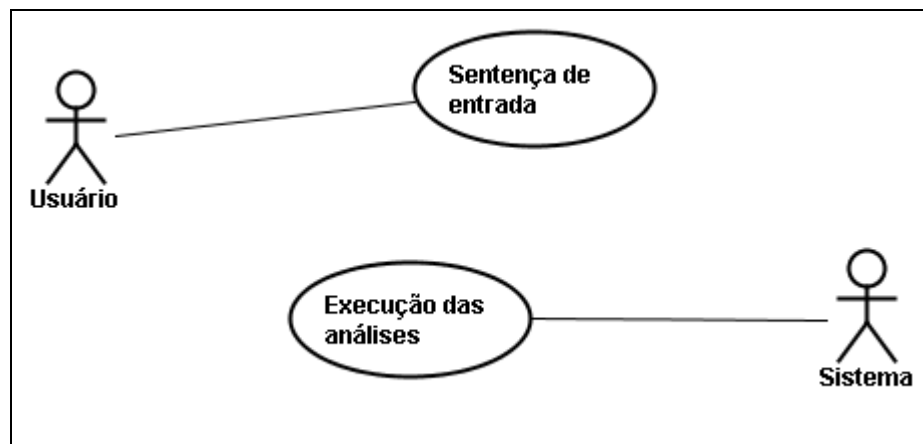 Sentença de
entrada
Usuário
Execução das
análises
Sistema